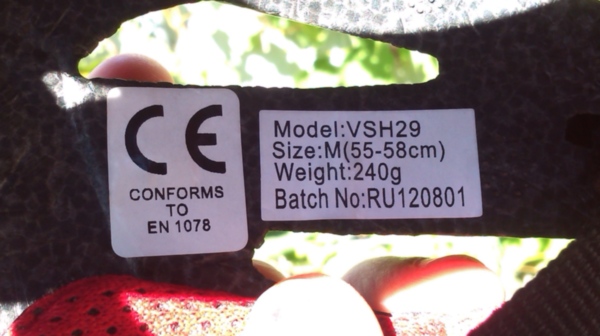 CE
CONFORMS
TO
EN 1078
Model:VSH29
Size:M(55-58cm)
Weight:240g
Batch No:RU120801